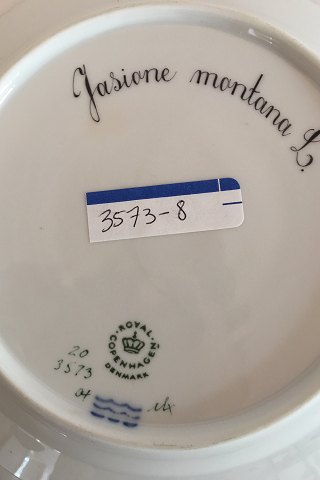 Jasione montana L.
3573-8
ROYAL COPENHAGEN
DENMARK
20
3573
04